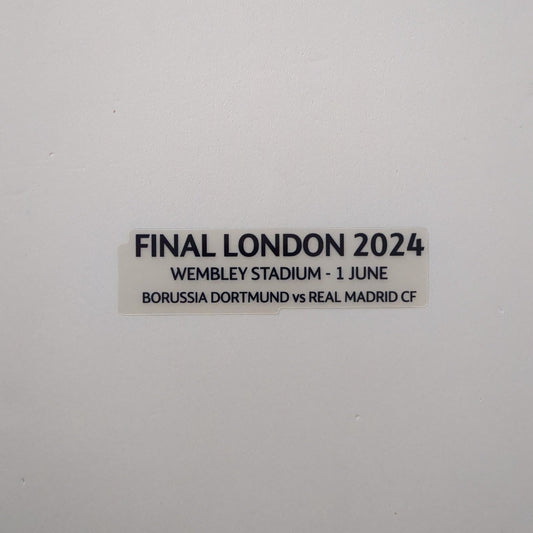 FINAL LONDON 2024
WEMBLEY STADIUM - 1 JUNE
BORUSSIA DORTMUND vs REAL MADRID CF